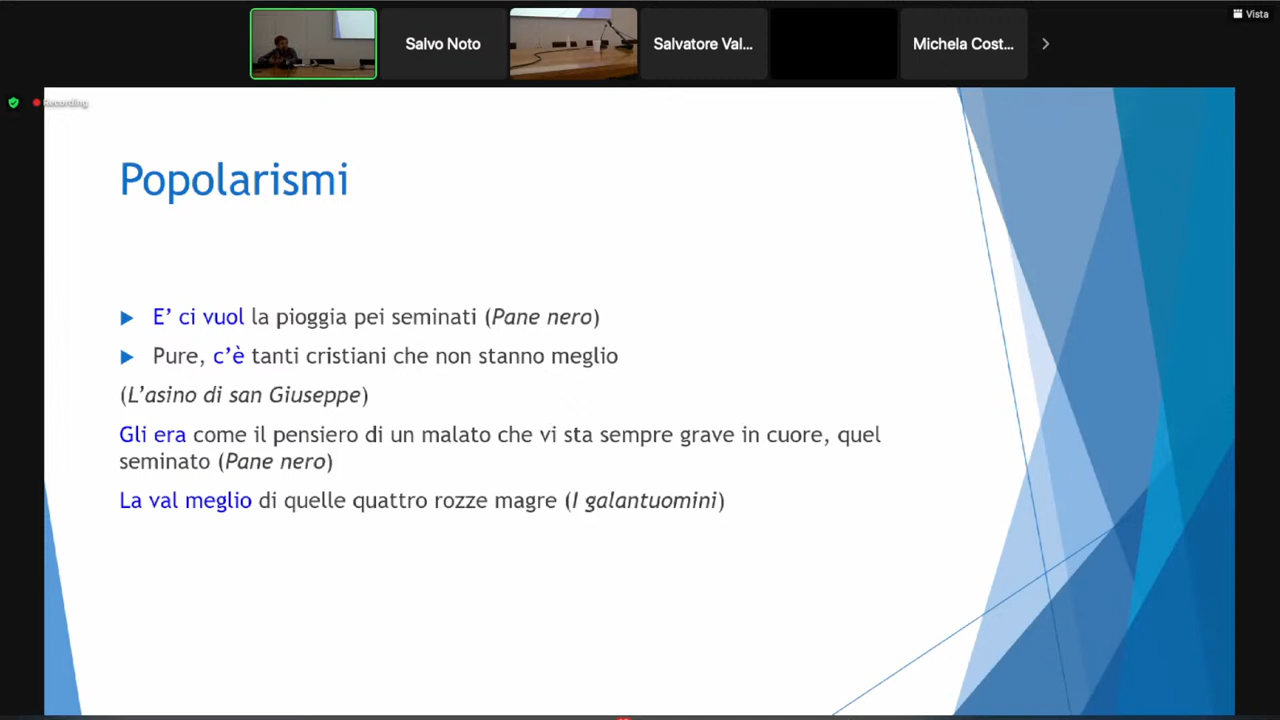 Vista
Salvo Noto
Salvatore Val...
Michela Cost...
Recording
Popolarismi
E’ ci vuol la pioggia pei seminati (Pane nero)
Pure, c’è tanti cristiani che non stanno meglio
(L’asino di san Giuseppe)
Gli era come il pensiero di un malato che vi sta sempre grave in cuore, quel
seminato (Pane nero)
La val meglio di quelle quattro rozze magre (I galantuomini)